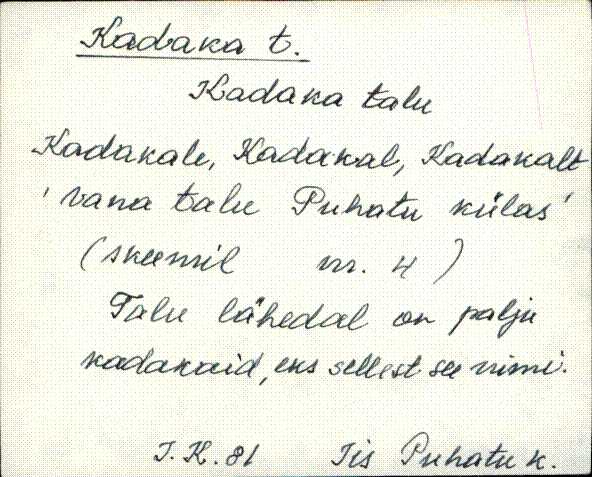 Kadaka t.
Kadaka talu
Kadakale, Kadakal, Kadakalt
' vana talu Puhatu külas '
(skeemil nr. 4)
Talu lähedal on palju
kadakaid, eks sellest see nimi.
I.K. 81 Iis Puhatu k.